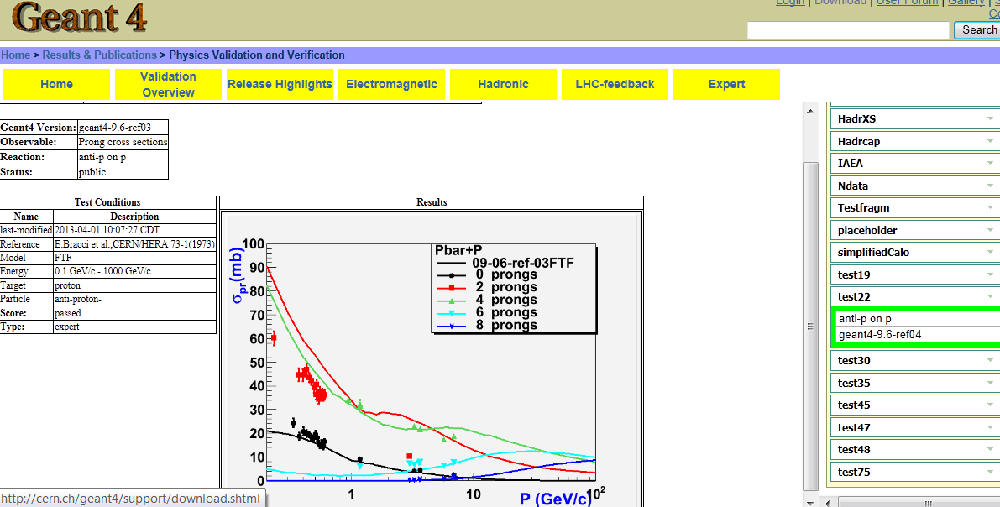 Geant 4
Login | Download | User Forum | Gallery |
Search
Home > Results & Publications > Physics Validation and Verification
Home
Validation Overview
Release Highlights
Electromagnetic
Hadronic
LHC-feedback
Expert
Geant4 Version: geant4-9.6-ref03
Observable: Prong cross sections
Reaction: anti-p on p
Status: public
Test Conditions
Name Description
last-modified 2013-04-01 10:07:27 CDT
Reference E.Bracci et al.,CERN/HERA 73-1(1973)
Model FTF
Energy 0.1 GeV/c - 1000 GeV/c
Target proton
Particle anti-proton-
Score: passed
Type: expert
Results
σpr(mb)
100
90
80
70
60
50
40
30
20
10
0
Pbar+P
09-06-ref-03FTF
0 prongs
2 prongs
4 prongs
6 prongs
8 prongs
1 10 10²
P (GeV/c)
HadrXS
Hadrcap
IAEA
Ndata
Testfragm
placeholder
simplifiedCalo
test19
test22
anti-p on p
geant4-9.6-ref04
test30
test35
test45
test47
test48
test75
http://cern.ch/geant4/support/download.shtml